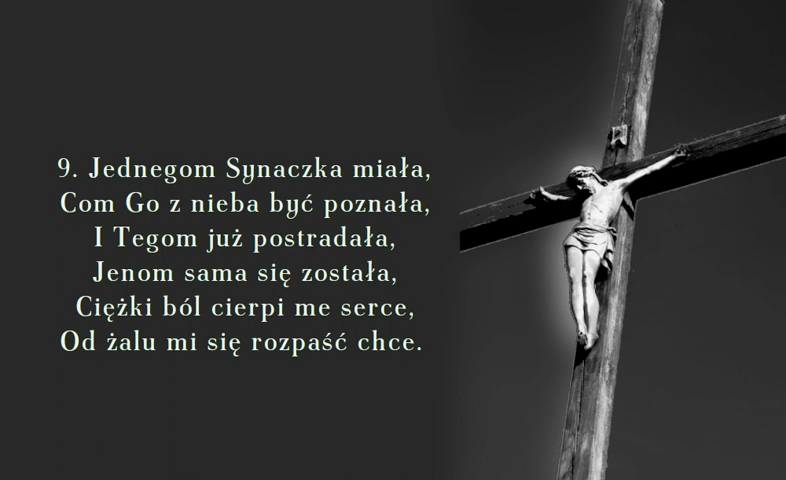 9. Jednegom Synaczka miała,
Com Go z nieba być poznała,
I Tegom już postradała,
Jenom sama się została,
Ciężki ból cierpi me serce,
Od żalu mi się rozpaść chce.